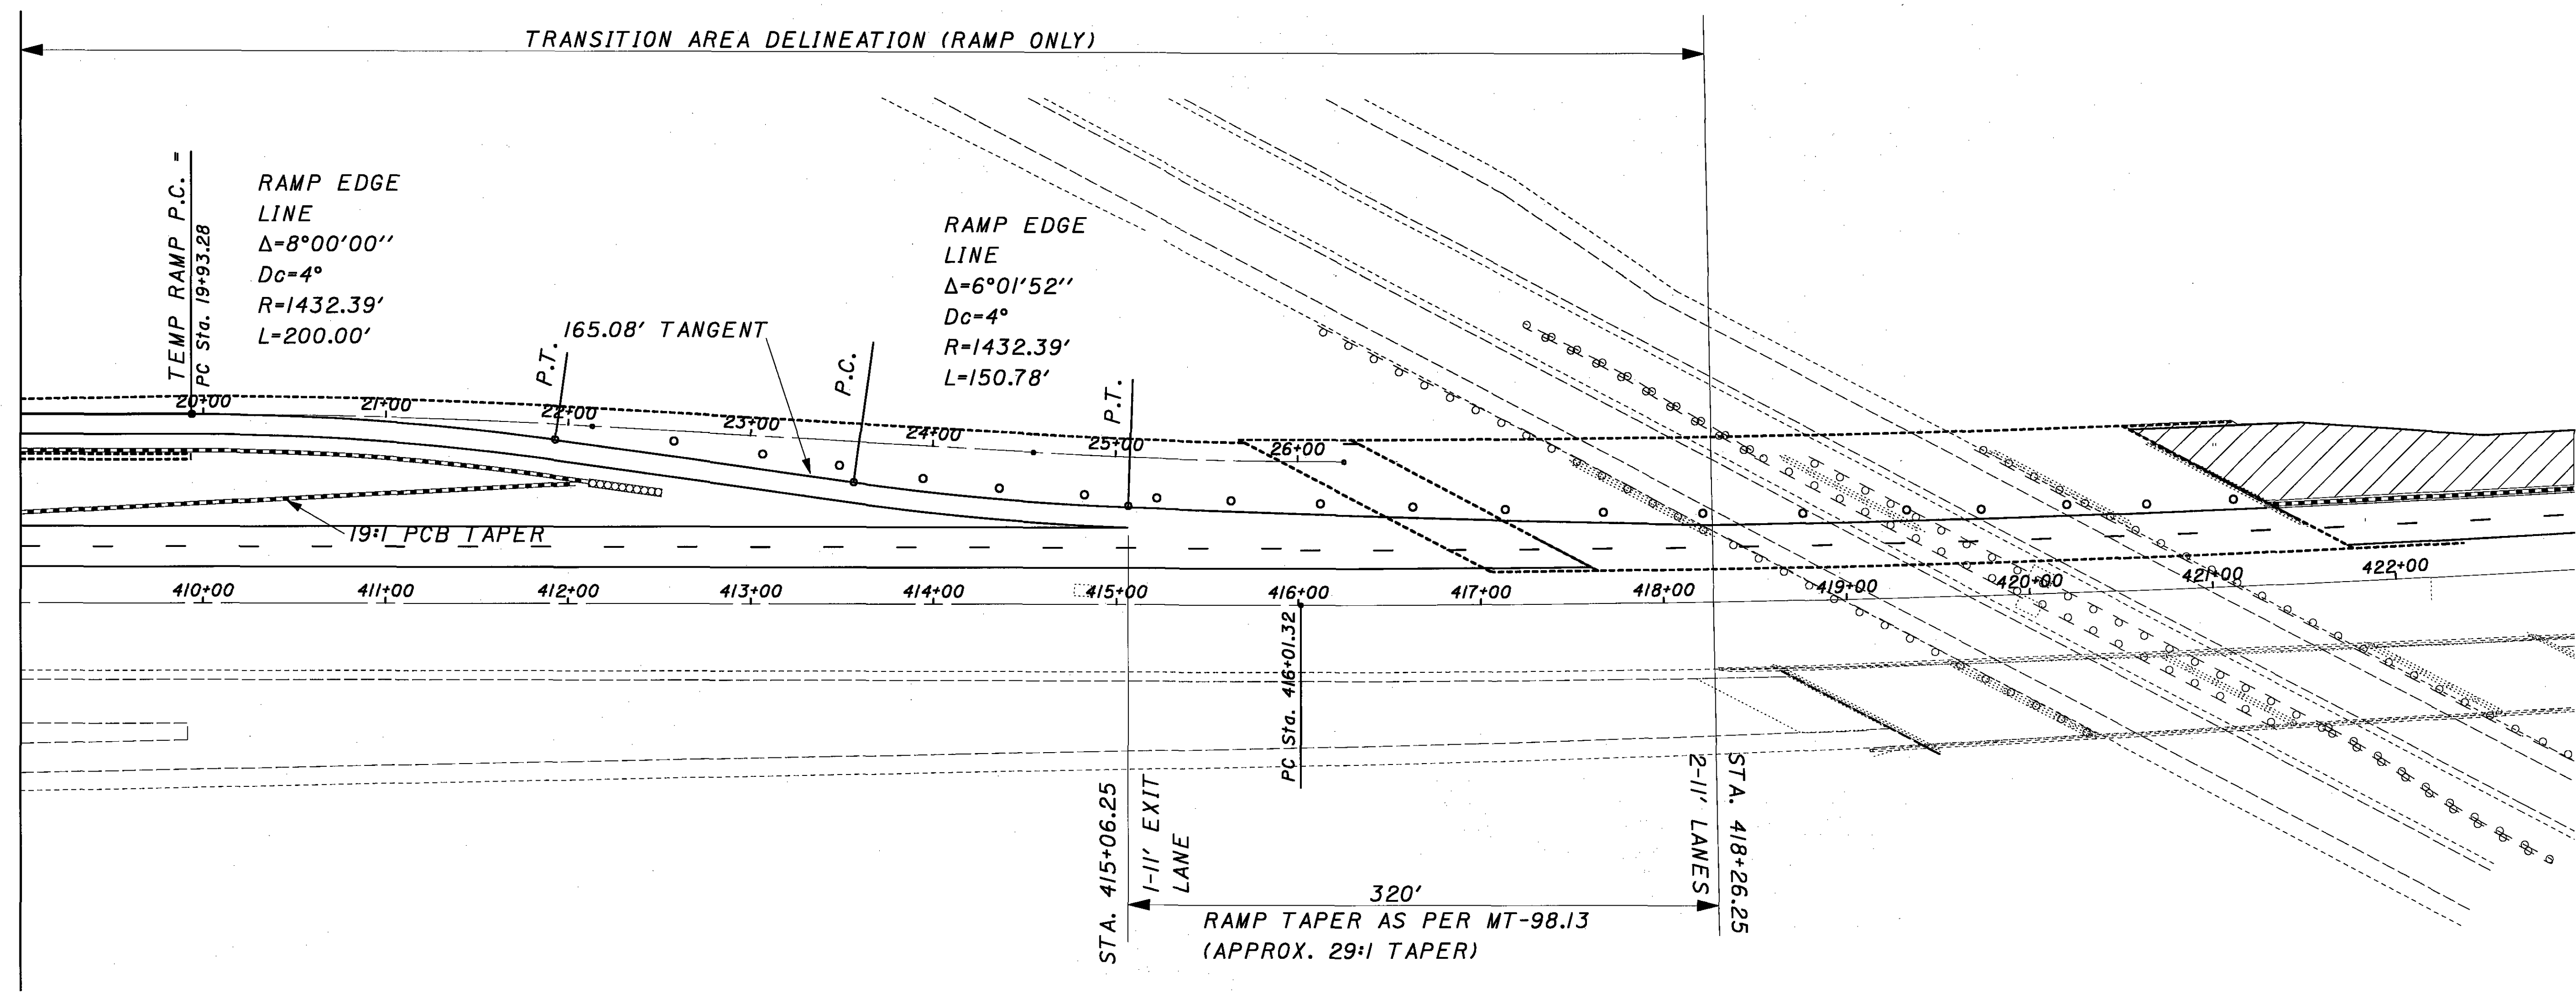 TRANSITION AREA DELINEATION (RAMP ONLY)
TEMP RAMP P.C. =
PC Sta. 19+93.28
RAMP EDGE
LINE
Δ=8°00'00''
Dc=4°
R=1432.39'
L=200.00'
165.08' TANGENT
P.T.
P.C.
RAMP EDGE
LINE
Δ=6°01'52''
Dc=4°
R=1432.39'
L=150.78'
P.T.
20+00
21+00
22+00
23+00
24+00
25+00
26+00
19:1 PCB TAPER
410+00
411+00
412+00
413+00
414+00
415+00
416+00
417+00
418+00
419+00
420+00
421+00
422+00
PC Sta. 416+01.32
STA. 415+06.25
1-11' EXIT
LANE
2-11' LANES
STA. 418+26.25
320'
RAMP TAPER AS PER MT-98.13
(APPROX. 29:1 TAPER)